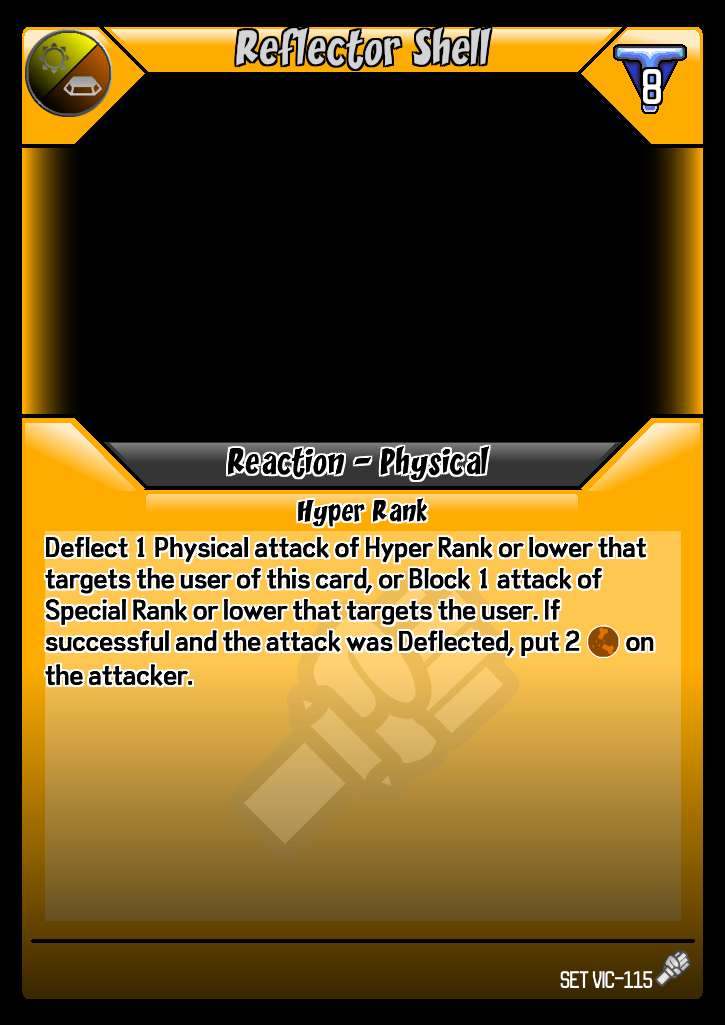 Reflector Shell
8
Reaction - Physical
Hyper Rank
Deflect 1 Physical attack of Hyper Rank or lower that
targets the user of this card, or Block 1 attack of
Special Rank or lower that targets the user. If
successful and the attack was Deflected, put 2 on
the attacker.
SET VIC-115